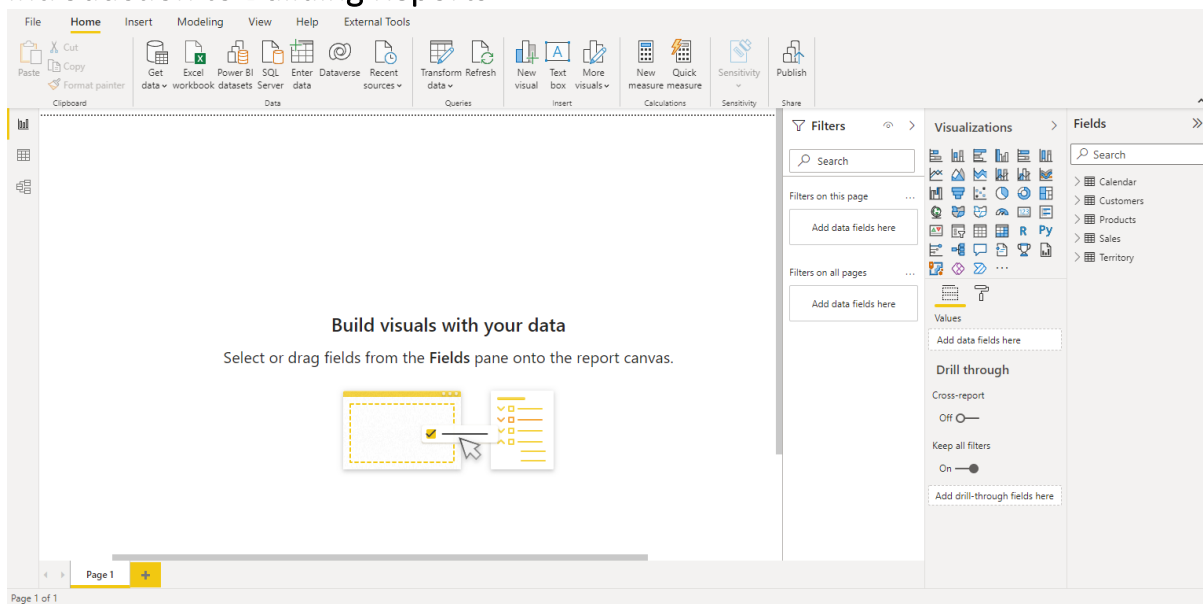 File Home Insert Modeling View Help External Tools
Paste
Cut
Copy
Format painter
Clipboard
Get data
Excel workbook
Power BI datasets
SQL Server
Enter data
Dataverse
Recent sources
Data
Transform data
Refresh
Queries
New visual
Text box
More visuals
Insert
New measure
Quick measure
Calculations
Sensitivity
Sensitivity
Publish
Share
Build visuals with your data
Select or drag fields from the Fields pane onto the report canvas.
Filters
Search
Filters on this page ...
Add data fields here
Filters on all pages ...
Add data fields here
Visualizations
R Py
...
Values
Add data fields here
Drill through
Cross-report
Off
Keep all filters
On
Add drill-through fields here
Fields
Search
Calendar
Customers
Products
Sales
Territory
Page 1
Page 1 of 1